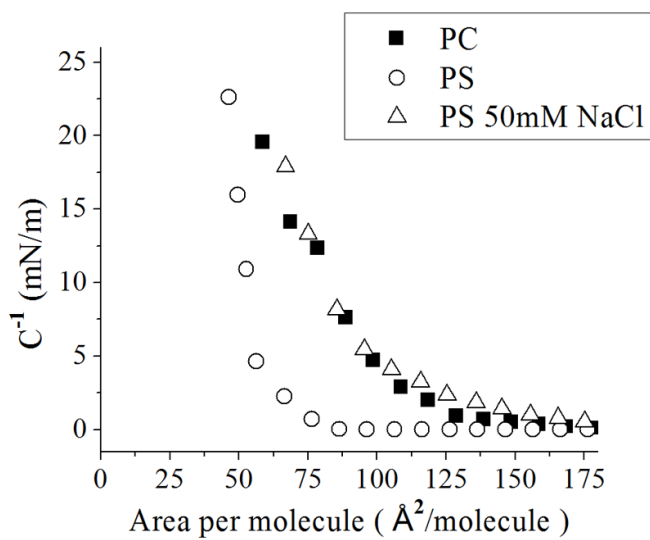 PC
PS
PS 50mM NaCl
25
20
15
10
5
0
C⁻¹ (mN/m)
0 25 50 75 100 125 150 175
Area per molecule ( Å²/molecule )